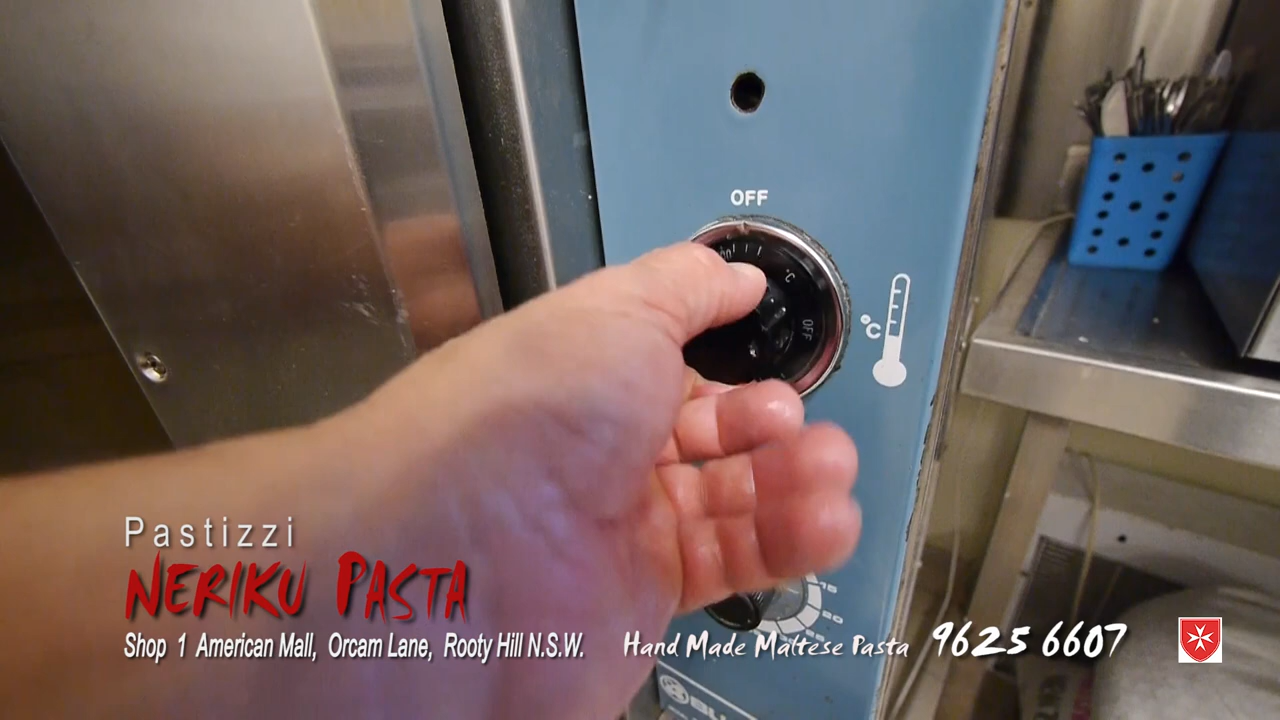 OFF
°C
OFF
°C
75
Pastizzi
NERIKU PASTA
Shop 1 American Mall, Orcam Lane, Rooty Hill N.S.W.
Hand Made Maltese Pasta 9625 6607